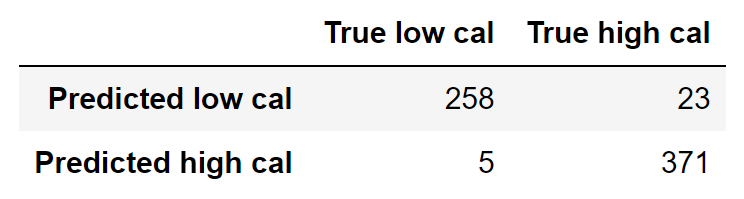 True low cal True high cal
Predicted low cal 258 23
Predicted high cal 5 371